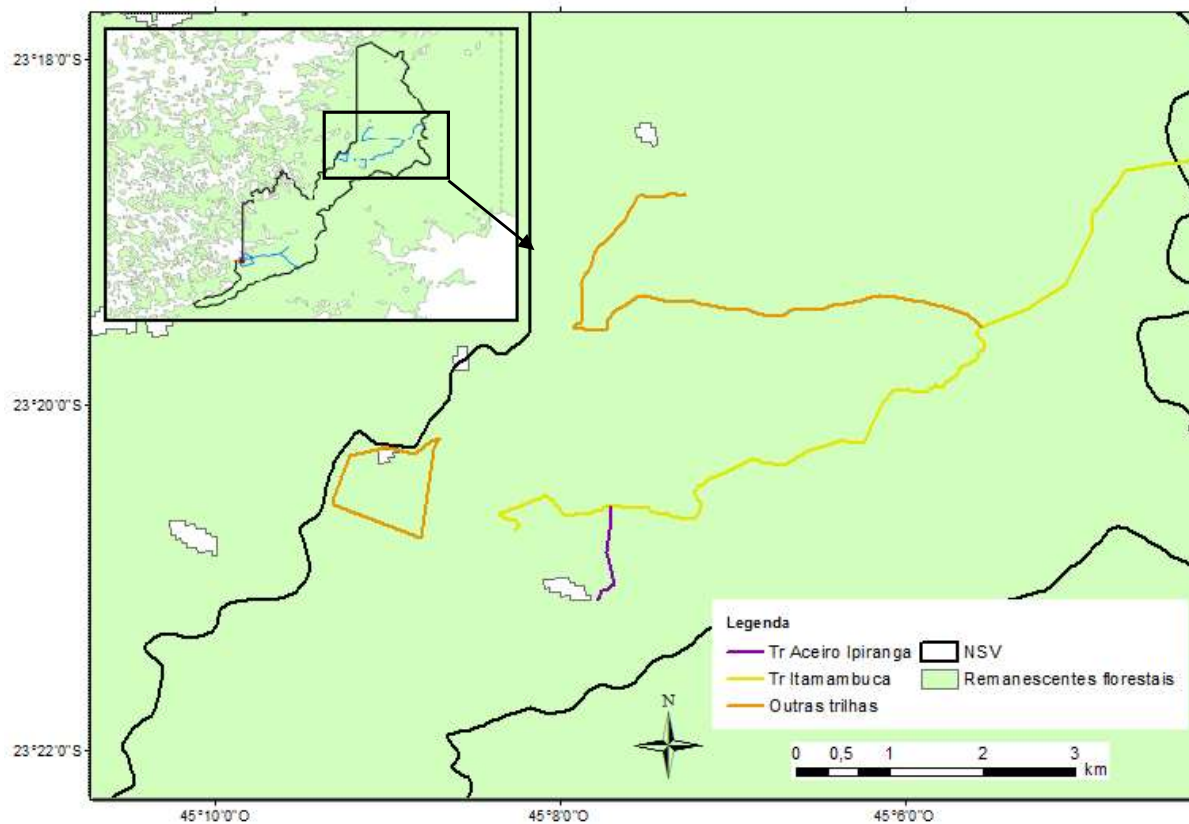 23°18'0"S
23°20'0"S
23°22'0"S
45°10'0"O
45°8'0"O
45°6'0"O
Legenda
Tr Aceiro Ipiranga
NSV
Tr Itamambuca
Remanescentes florestais
Outras trilhas
N
0 0,5 1 2 3
km